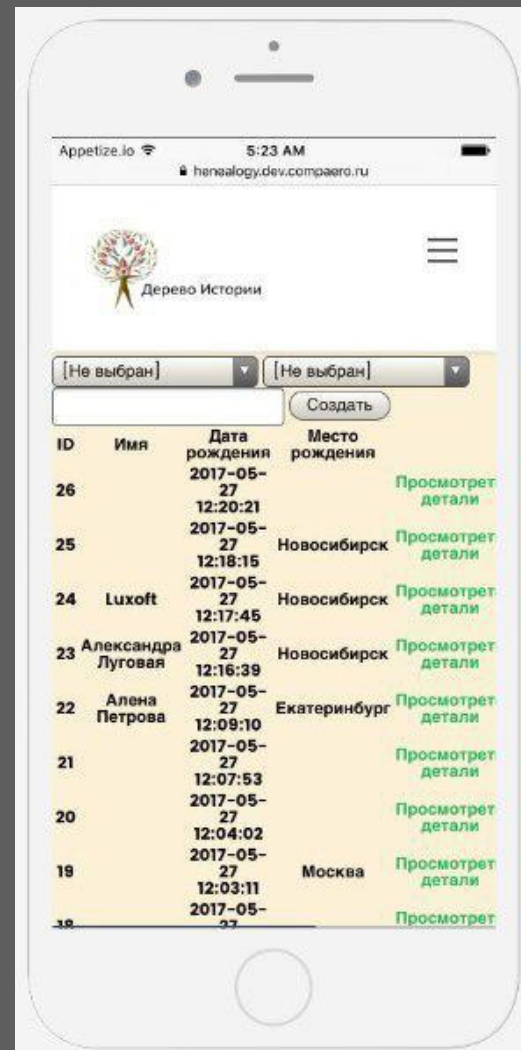 Appetize.io 5:23 AM
henealogy.dev.compaero.ru
Дерево Истории
[Не выбран] [Не выбран]
Создать
ID Имя Дата рождения Место рождения
26 2017-05-27 12:20:21 Просмотрет детали
25 2017-05-27 12:18:15 Новосибирск Просмотрет детали
24 Luxoft 2017-05-27 12:17:45 Новосибирск Просмотрет детали
23 Александра Луговая 2017-05-27 12:16:39 Новосибирск Просмотрет детали
22 Алена Петрова 2017-05-27 12:09:10 Екатеринбург Просмотрет детали
21 2017-05-27 12:07:53 Просмотрет детали
20 2017-05-27 12:04:02 Просмотрет детали
19 2017-05-27 12:03:11 Москва Просмотрет детали
18 2017-05-27 Просмотрет